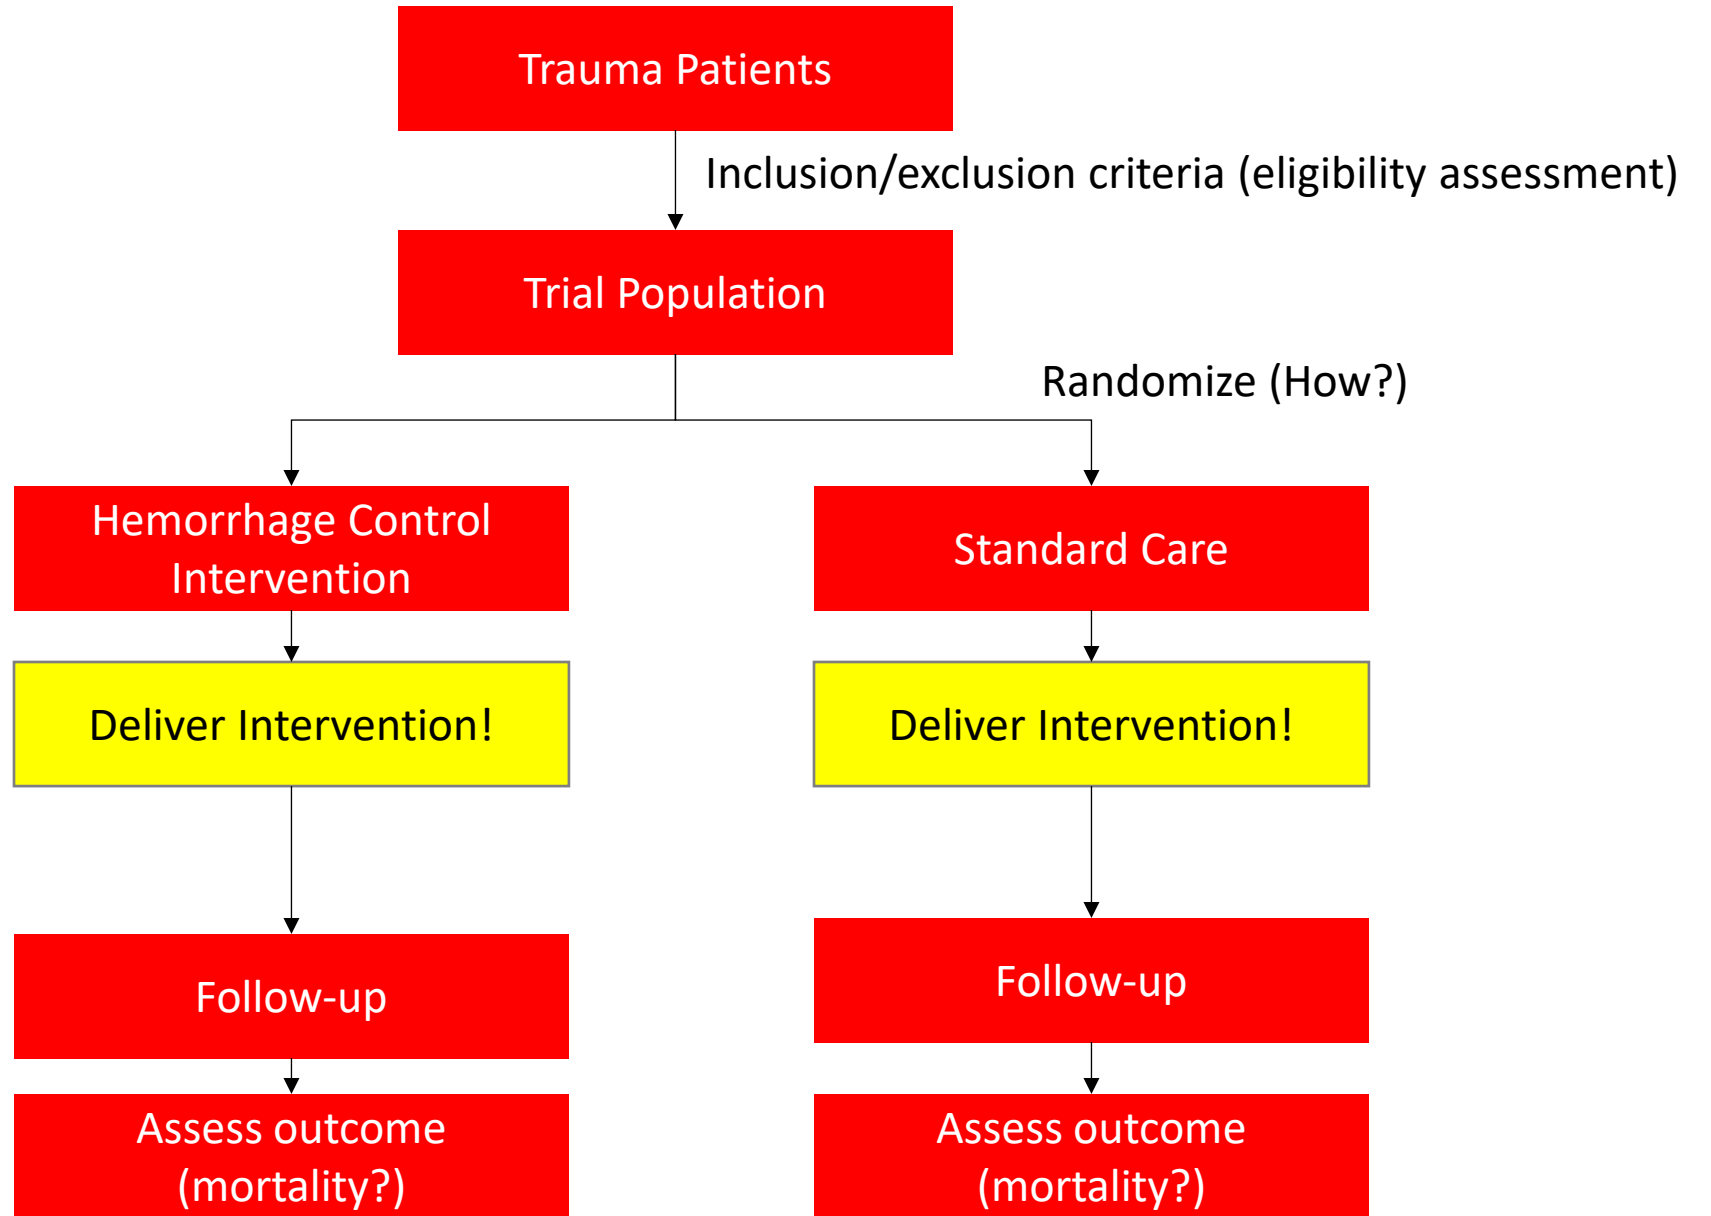 Trauma Patients
Inclusion/exclusion criteria (eligibility assessment)
Trial Population
Randomize (How?)
Hemorrhage Control
Intervention
Standard Care
Deliver Intervention!
Deliver Intervention!
Follow-up
Follow-up
Assess outcome
(mortality?)
Assess outcome
(mortality?)